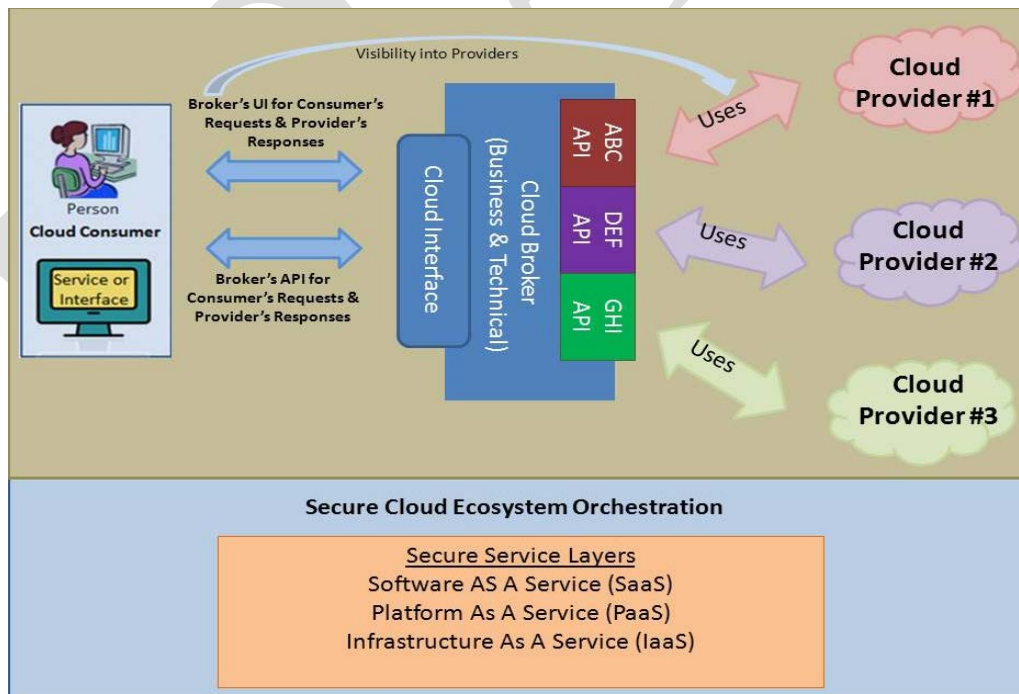 Visibility into Providers
Broker's UI for Consumer's
Requests & Provider's
Responses
Person
Cloud Consumer
Service or
Interface
Broker's API for
Consumer's Requests &
Provider's Responses
Cloud Interface
Cloud Broker
(Business & Technical)
ABC
API
DEF
API
GHI
API
Uses
Uses
Uses
Cloud
Provider #1
Cloud
Provider #2
Cloud
Provider #3
Secure Cloud Ecosystem Orchestration
Secure Service Layers
Software AS A Service (SaaS)
Platform As A Service (PaaS)
Infrastructure As A Service (IaaS)